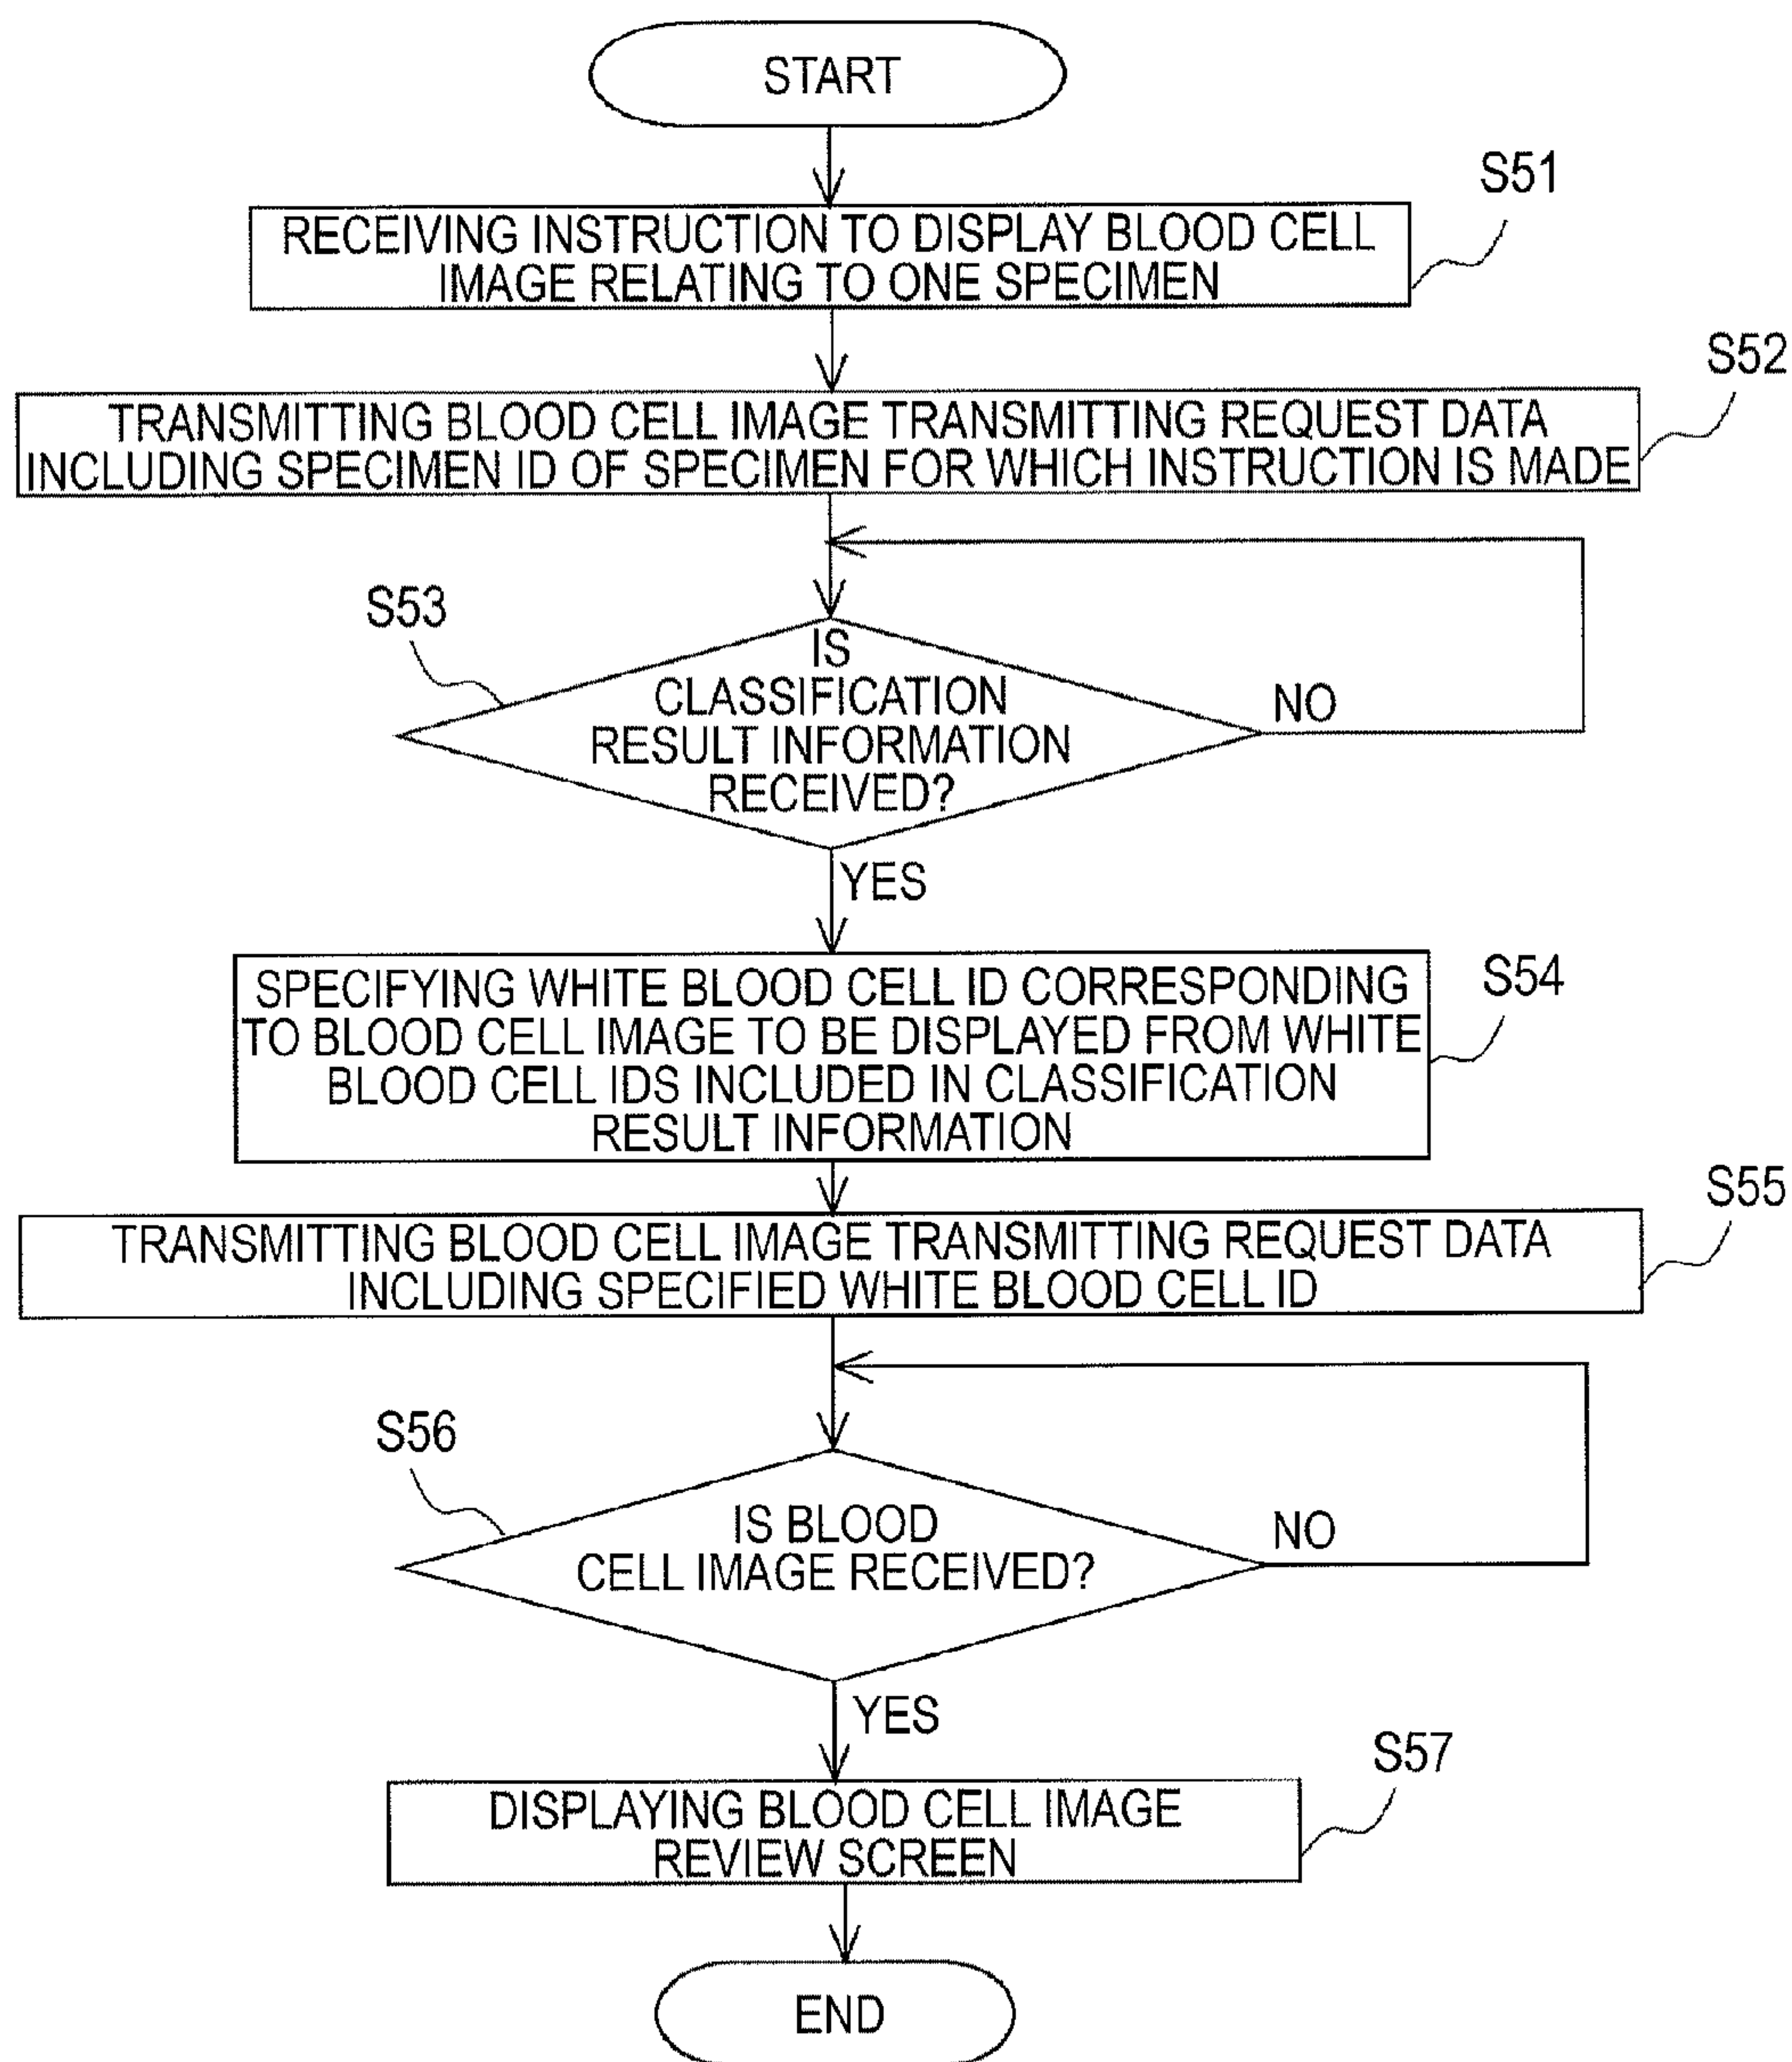 START
S51
RECEIVING INSTRUCTION TO DISPLAY BLOOD CELL
IMAGE RELATING TO ONE SPECIMEN
S52
TRANSMITTING BLOOD CELL IMAGE TRANSMITTING REQUEST DATA
INCLUDING SPECIMEN ID OF SPECIMEN FOR WHICH INSTRUCTION IS MADE
S53
IS
CLASSIFICATION
RESULT INFORMATION
RECEIVED?
NO
YES
S54
SPECIFYING WHITE BLOOD CELL ID CORRESPONDING
TO BLOOD CELL IMAGE TO BE DISPLAYED FROM WHITE
BLOOD CELL IDS INCLUDED IN CLASSIFICATION
RESULT INFORMATION
S55
TRANSMITTING BLOOD CELL IMAGE TRANSMITTING REQUEST DATA
INCLUDING SPECIFIED WHITE BLOOD CELL ID
S56
IS BLOOD
CELL IMAGE RECEIVED?
NO
YES
S57
DISPLAYING BLOOD CELL IMAGE
REVIEW SCREEN
END